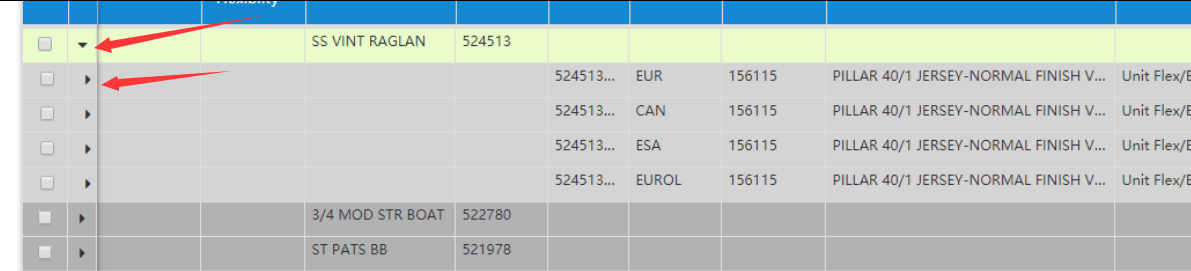 Flexibility
SS VINT RAGLAN 524513
524513... EUR 156115 PILLAR 40/1 JERSEY-NORMAL FINISH V... Unit Flex/
524513... CAN 156115 PILLAR 40/1 JERSEY-NORMAL FINISH V... Unit Flex/
524513... ESA 156115 PILLAR 40/1 JERSEY-NORMAL FINISH V... Unit Flex/
524513... EUROL 156115 PILLAR 40/1 JERSEY-NORMAL FINISH V... Unit Flex/
3/4 MOD STR BOAT 522780
ST PATS BB 521978